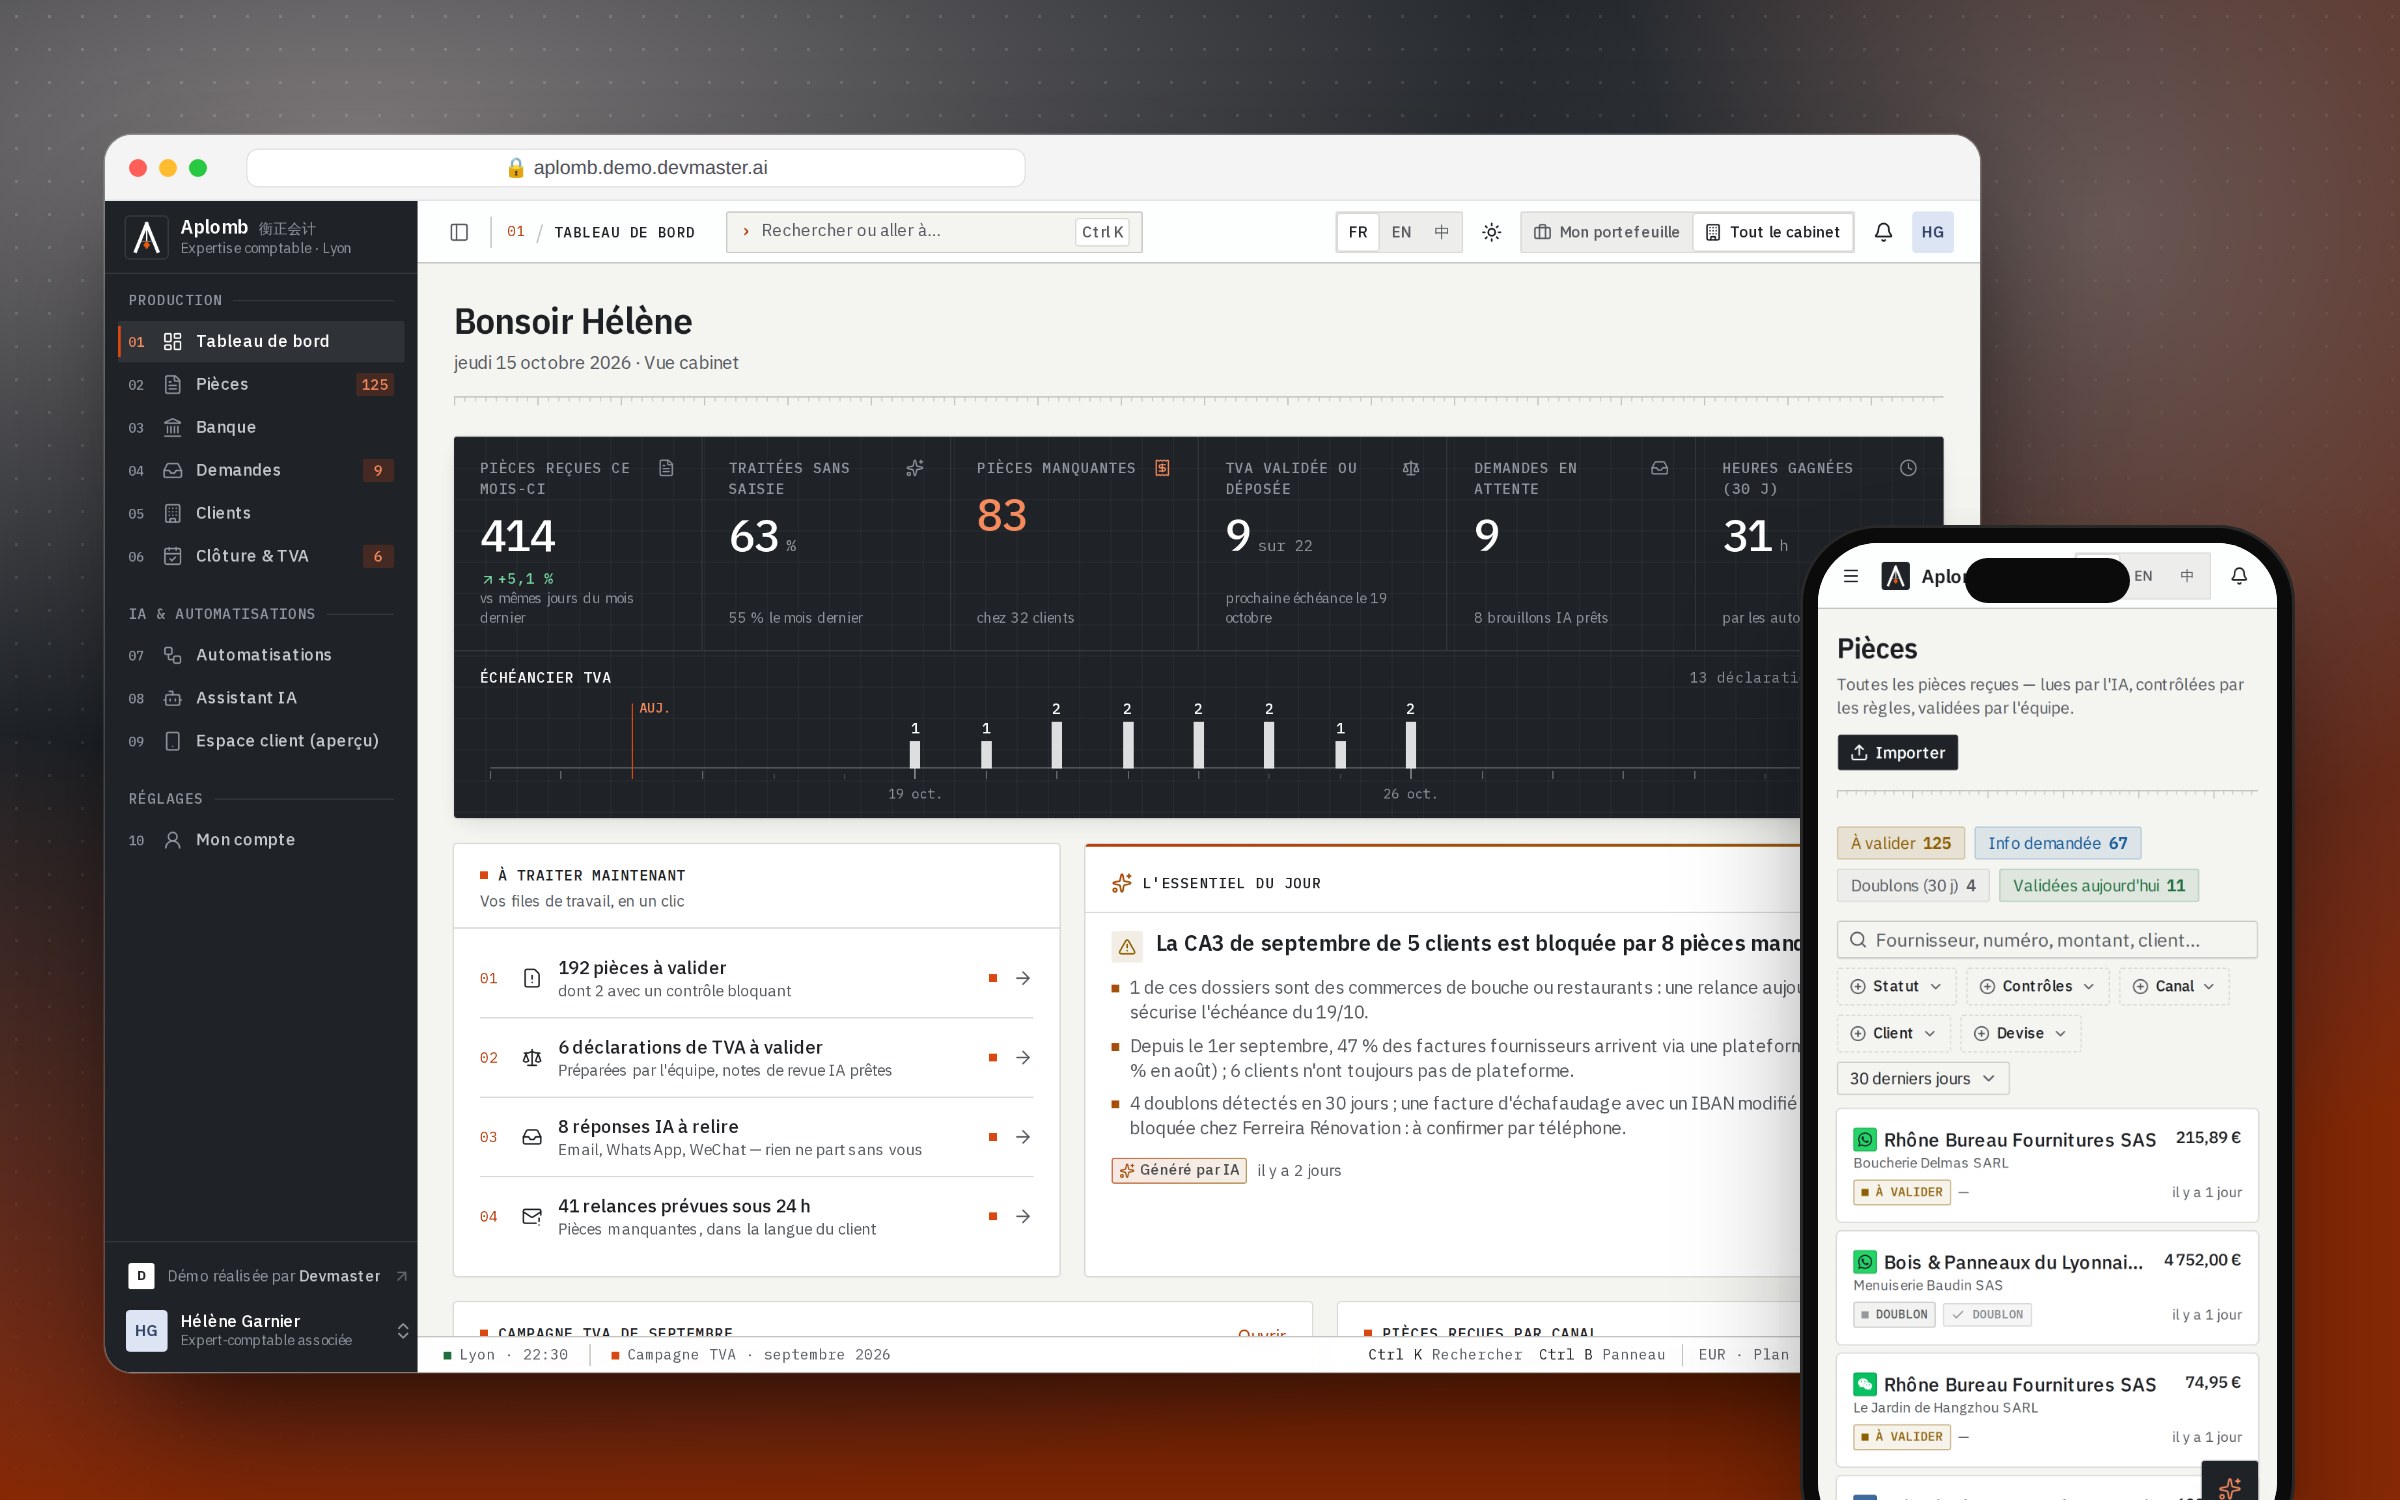 aplomb.demo.devmaster.ai
Aplomb 衡正会计
Expertise comptable · Lyon
01 / TABLEAU DE BORD
› Rechercher ou aller à...
Ctrl K
FR EN 中
Mon portefeuille
Tout le cabinet
HG
PRODUCTION
01 Tableau de bord
02 Pièces 125
03 Banque
04 Demandes 9
05 Clients
06 Clôture & TVA 6
IA & AUTOMATISATIONS
07 Automatisations
08 Assistant IA
09 Espace client (aperçu)
RÉGLAGES
10 Mon compte
D Démo réalisée par Devmaster
HG Hélène Garnier
Expert-comptable associée
Bonsoir Hélène
jeudi 15 octobre 2026 · Vue cabinet
PIÈCES REÇUES CE
MOIS-CI
414
+5,1 %
vs mêmes jours du mois
dernier
TRAITÉES SANS
SAISIE
63 %
55 % le mois dernier
PIÈCES MANQUANTES
83
chez 32 clients
TVA VALIDÉE OU
DÉPOSÉE
9 sur 22
prochaine échéance le 19
octobre
DEMANDES EN
ATTENTE
9
8 brouillons IA prêts
HEURES GAGNÉES
(30 J)
31 h
par les auto
ÉCHÉANCIER TVA
13 déclarati
AUJ.
1 1 2 2 2 2 1 2
19 oct. 26 oct.
À TRAITER MAINTENANT
Vos files de travail, en un clic
01 192 pièces à valider
dont 2 avec un contrôle bloquant
02 6 déclarations de TVA à valider
Préparées par l'équipe, notes de revue IA prêtes
03 8 réponses IA à relire
Email, WhatsApp, WeChat — rien ne part sans vous
04 41 relances prévues sous 24 h
Pièces manquantes, dans la langue du client
L'ESSENTIEL DU JOUR
La CA3 de septembre de 5 clients est bloquée par 8 pièces manq
1 de ces dossiers sont des commerces de bouche ou restaurants : une relance aujou
sécurise l'échéance du 19/10.
Depuis le 1er septembre, 47 % des factures fournisseurs arrivent via une plateforn
% en août) ; 6 clients n'ont toujours pas de plateforme.
4 doublons détectés en 30 jours ; une facture d'échafaudage avec un IBAN modifié
bloquée chez Ferreira Rénovation : à confirmer par téléphone.
Généré par IA il y a 2 jours
CAMPAGNE TVA DE SEPTEMBRE
Ouvrir
PIÈCES REÇUES PAR CANAL
Lyon · 22:30
Campagne TVA · septembre 2026
Ctrl K Rechercher Ctrl B Panneau
EUR · Plan
Aplo
EN 中
Pièces
Toutes les pièces reçues — lues par l'IA, contrôlées par
les règles, validées par l'équipe.
Importer
À valider 125
Info demandée 67
Doublons (30 j) 4
Validées aujourd'hui 11
Fournisseur, numéro, montant, client...
Statut
Contrôles
Canal
Client
Devise
30 derniers jours
Rhône Bureau Fournitures SAS 215,89 €
Boucherie Delmas SARL
À VALIDER — il y a 1 jour
Bois & Panneaux du Lyonnai... 4 752,00 €
Menuiserie Baudin SAS
DOUBLON DOUBLON il y a 1 jour
Rhône Bureau Fournitures SAS 74,95 €
Le Jardin de Hangzhou SARL
À VALIDER — il y a 1 jour